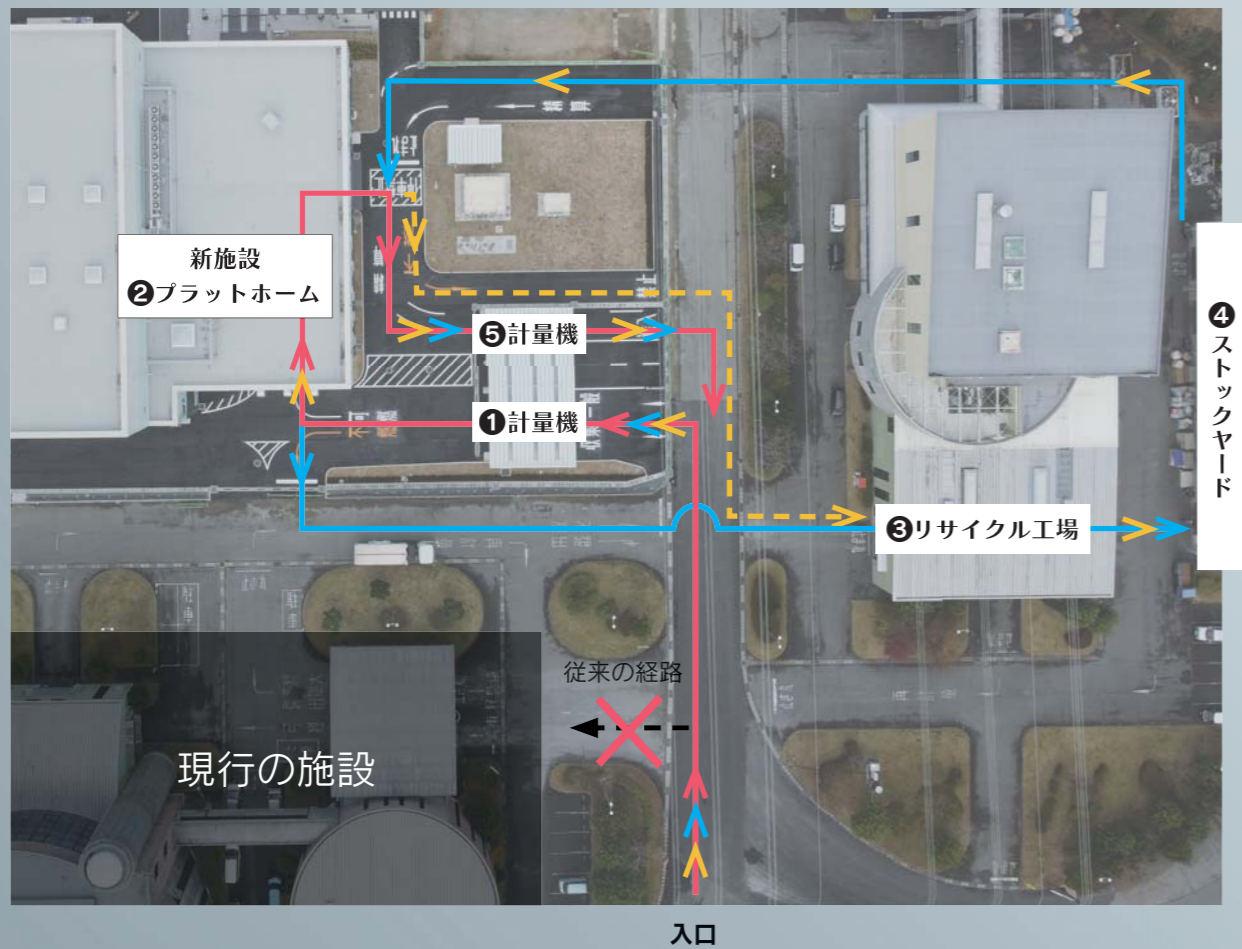 精算
新施設
❷プラットホーム
❺計量機
❶計量機
❹ストックヤード
❸リサイクル工場
従来の経路
現行の施設
入口